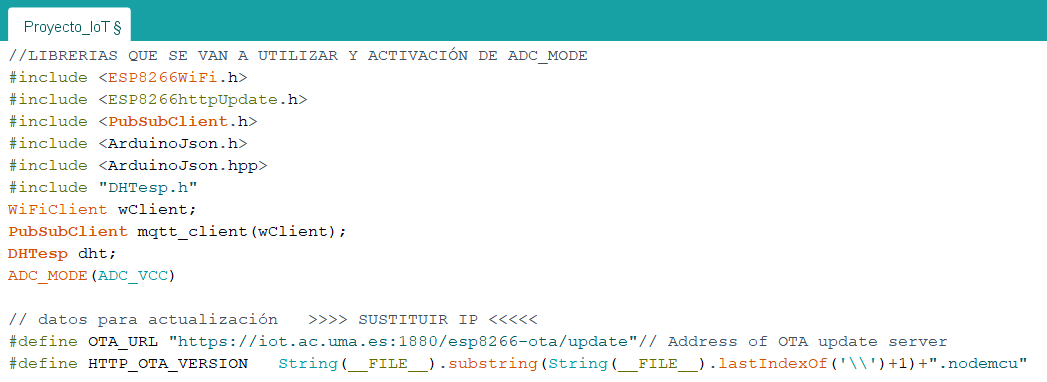 Proyecto_IoT §
//LIBRERIAS QUE SE VAN A UTILIZAR Y ACTIVACIÓN DE ADC_MODE
#include <ESP8266WiFi.h>
#include <ESP8266httpUpdate.h>
#include <PubSubClient.h>
#include <ArduinoJson.h>
#include <ArduinoJson.hpp>
#include "DHTesp.h"
WiFiClient wClient;
PubSubClient mqtt_client(wClient);
DHTesp dht;
ADC_MODE(ADC_VCC)
// datos para actualización   >>>> SUSTITUIR IP <<<<<
#define OTA_URL "https://iot.ac.uma.es:1880/esp8266-ota/update"// Address of OTA update server
#define HTTP_OTA_VERSION   String(__FILE__).substring(String(__FILE__).lastIndexOf('\\')+1)+".nodemcu"